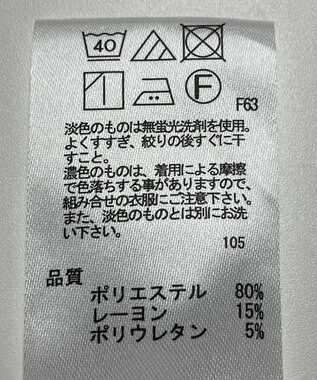 40
F
F63
淡色のものは無蛍光洗剤を使用。
よくすすぎ、絞りの後すぐに干
すこと。
濃色のものは、着用による摩擦
で色落ちする事がありますので、
組み合せの衣服にご注意下さい。
また、淡色のものとは別にお洗
い下さい。
105
品質
ポリエステル 80%
レーヨン 15%
ポリウレタン 5%